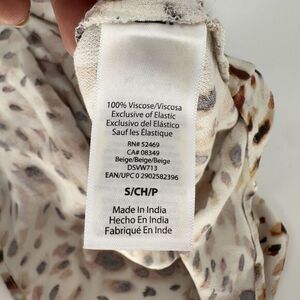 100% Viscose/Viscosa
Exclusive of Elastic
Exclusivo del Elástico
Sauf les Élastique
RN# 52469
CA# 08349
Beige/Beige/Beige
DSVW713
EAN/UPC 0 2902582396
S/CH/P
Made In India
Hecho En India
Fabriqué En Inde